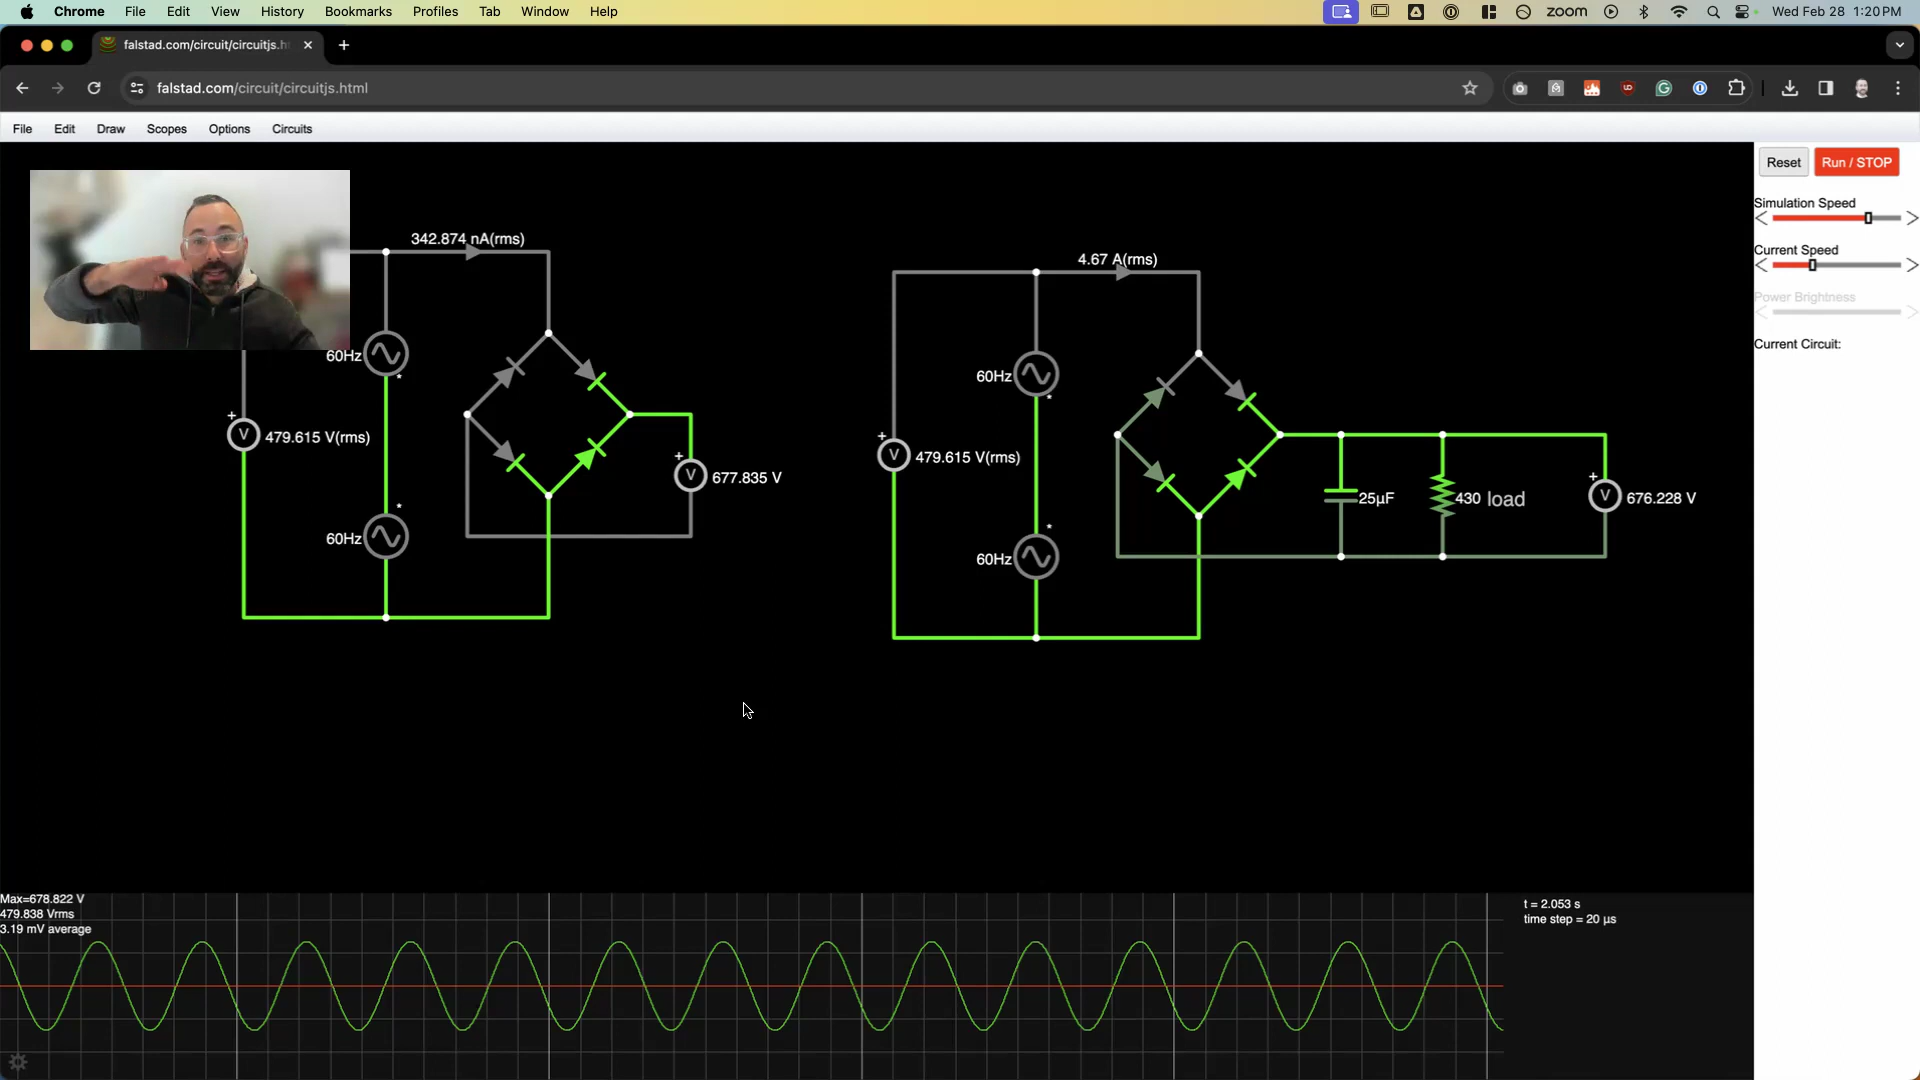 Chrome File Edit View History Bookmarks Profiles Tab Window Help zoom Wed Feb 28 1:20 PM
falstad.com/circuit/circuitjs.h
falstad.com/circuit/circuitjs.html
File Edit Draw Scopes Options Circuits
Reset Run / STOP
Simulation Speed
Current Speed
Power Brightness
Current Circuit:
342.874 nA(rms)
60Hz
+
V 479.615 V(rms)
+
V 677.835 V
*
*
60Hz
4.67 A(rms)
60Hz
*
+
V 479.615 V(rms)
*
60Hz
25µF
430 load
+
V 676.228 V
Max=678.822 V
479.838 Vrms
3.19 mV average
t = 2.053 s
time step = 20 µs